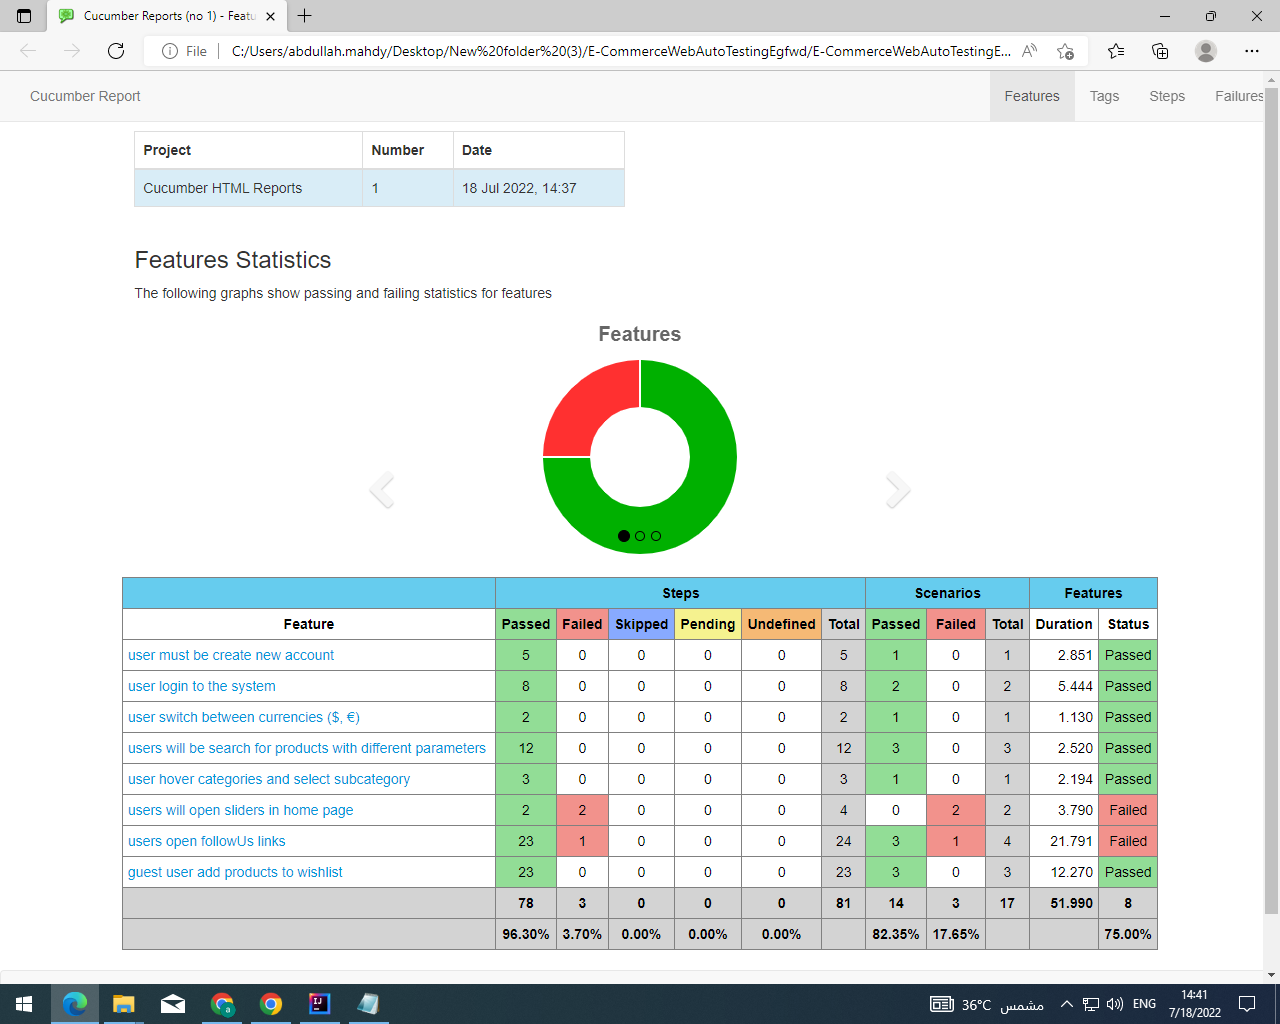 Cucumber Reports (no 1) - Featu
File
C:/Users/abdullah.mahdy/Desktop/New%20folder%20(3)/E-CommerceWebAutoTestingEgfwd/E-CommerceWebAutoTestingE...
Cucumber Report Features Tags Steps Failures
Project Number Date
Cucumber HTML Reports 1 18 Jul 2022, 14:37
Features Statistics
The following graphs show passing and failing statistics for features
Features
Steps Scenarios Features
Feature Passed Failed Skipped Pending Undefined Total Passed Failed Total Duration Status
user must be create new account 5 0 0 0 0 5 1 0 1 2.851 Passed
user login to the system 8 0 0 0 0 8 2 0 2 5.444 Passed
user switch between currencies ($, €) 2 0 0 0 0 2 1 0 1 1.130 Passed
users will be search for products with different parameters 12 0 0 0 0 12 3 0 3 2.520 Passed
user hover categories and select subcategory 3 0 0 0 0 3 1 0 1 2.194 Passed
users will open sliders in home page 2 2 0 0 0 4 0 2 2 3.790 Failed
users open followUs links 23 1 0 0 0 24 3 1 4 21.791 Failed
guest user add products to wishlist 23 0 0 0 0 23 3 0 3 12.270 Passed
78 3 0 0 0 81 14 3 17 51.990 8
96.30% 3.70% 0.00% 0.00% 0.00% 82.35% 17.65% 75.00%
36°C مشمس ENG 14:41
7/18/2022